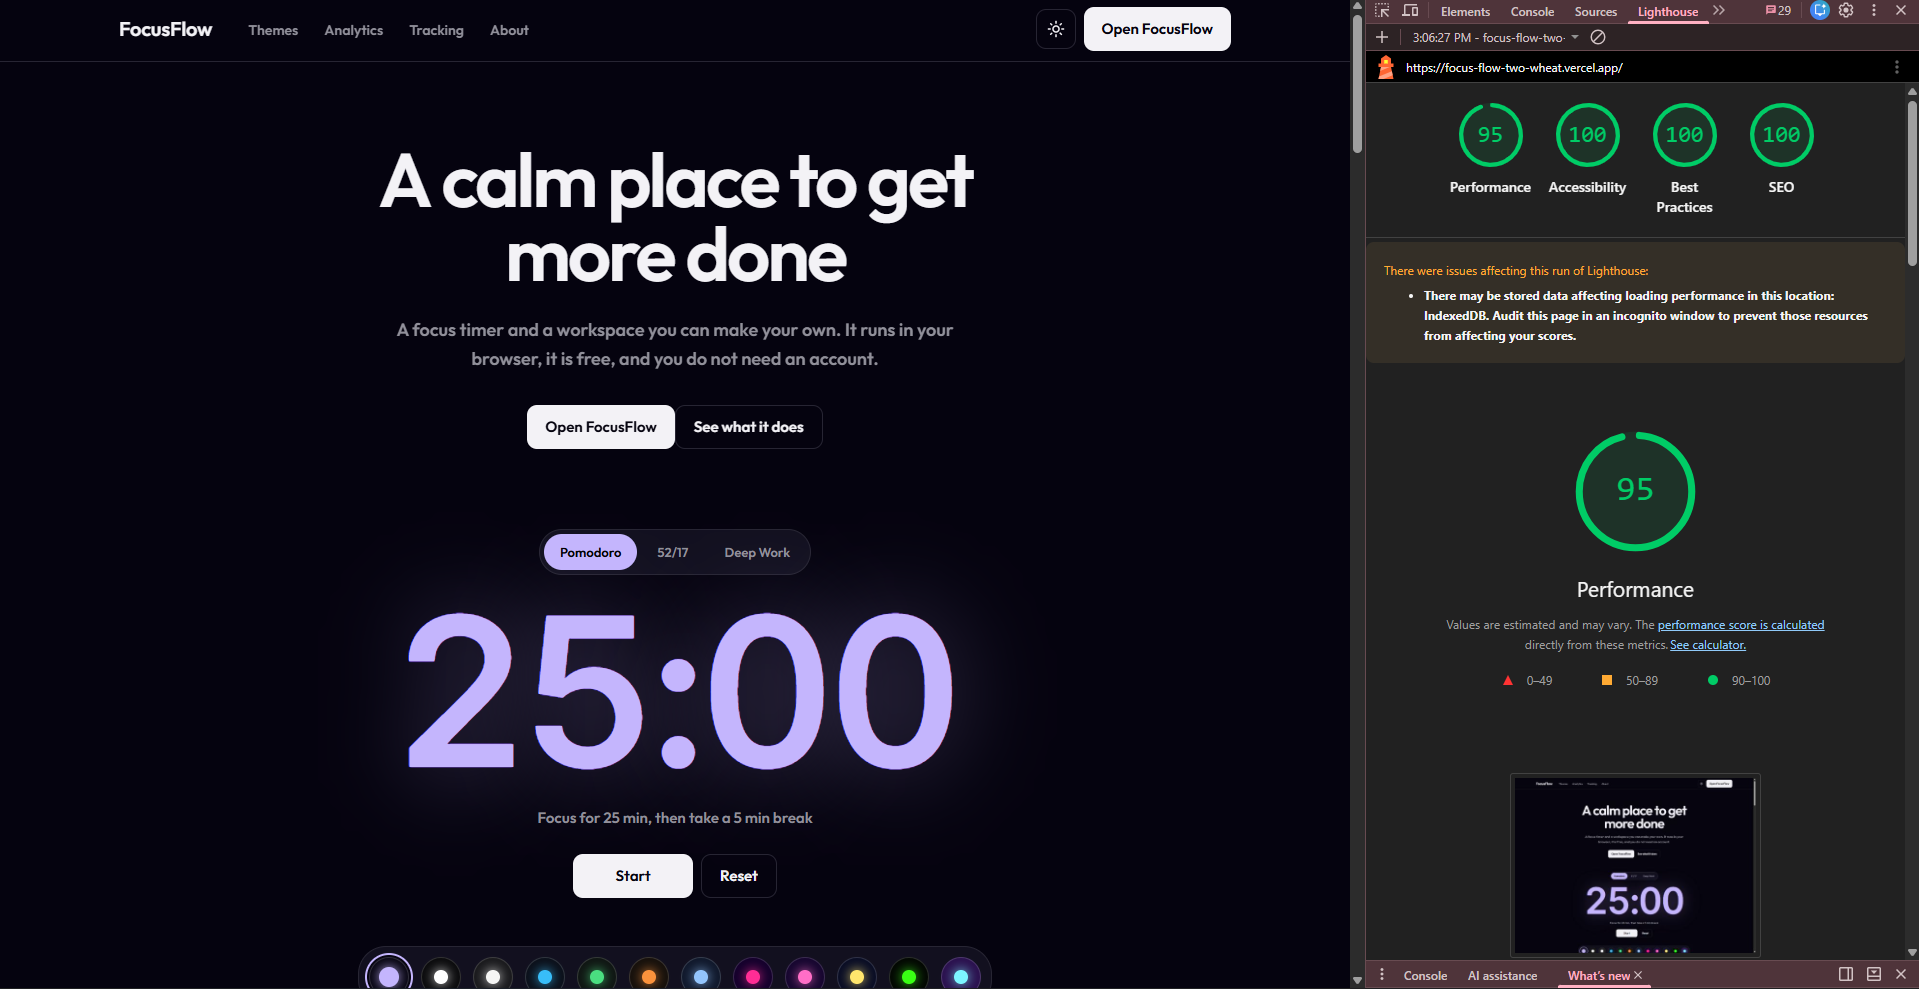 FocusFlow
Themes
Analytics
Tracking
About
Open FocusFlow
A calm place to get
more done
A focus timer and a workspace you can make your own. It runs in your
browser, it is free, and you do not need an account.
Open FocusFlow
See what it does
Pomodoro
52/17
Deep Work
25:00
Focus for 25 min, then take a 5 min break
Start
Reset
Elements
Console
Sources
Lighthouse
29
3:06:27 PM - focus-flow-two-
https://focus-flow-two-wheat.vercel.app/
95
100
100
100
Performance
Accessibility
Best
Practices
SEO
There were issues affecting this run of Lighthouse:
There may be stored data affecting loading performance in this location:
IndexedDB. Audit this page in an incognito window to prevent those resources
from affecting your scores.
95
Performance
Values are estimated and may vary. The performance score is calculated
directly from these metrics. See calculator.
0–49
50–89
90–100
A calm place to get
more done
25:00
Console
AI assistance
What's new